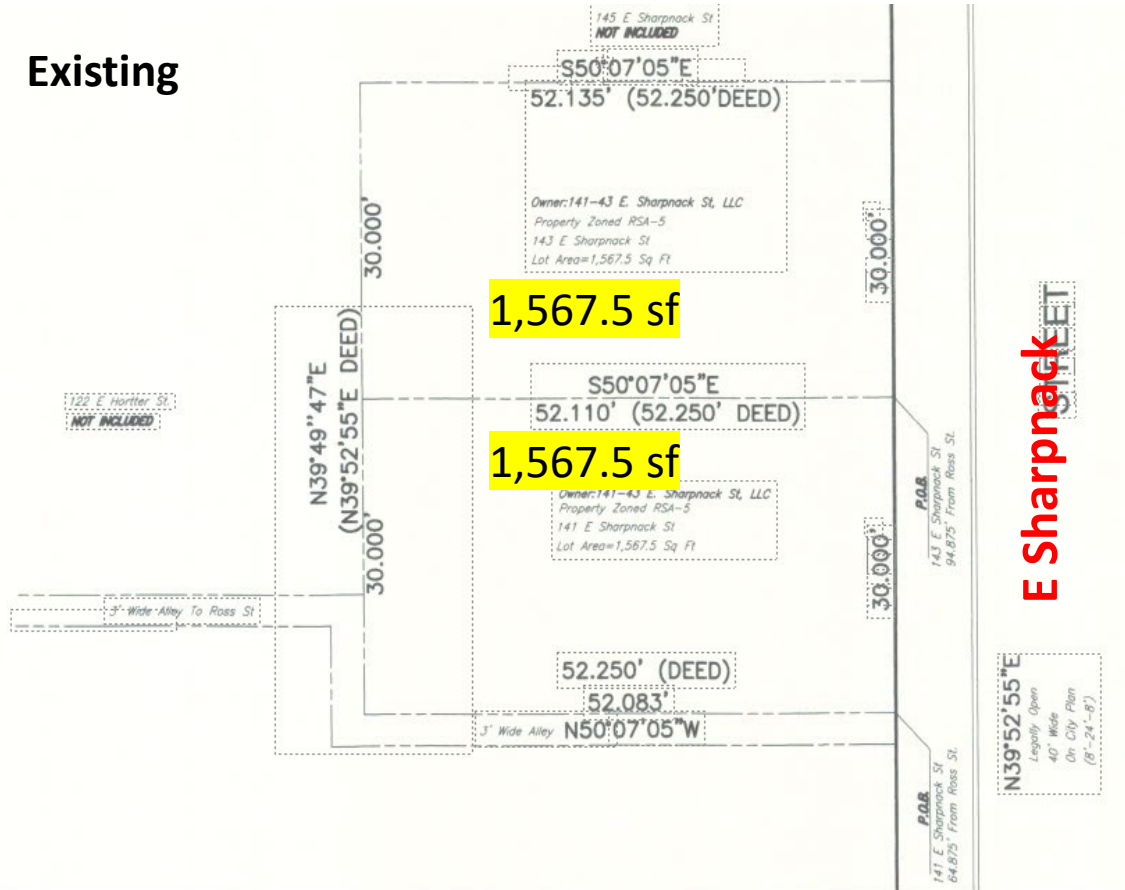 Existing
145 E Sharpnack St
NOT INCLUDED
S50°07'05"E
52.135' (52.250'DEED)
30.000'
Owner:141-43 E. Sharpnack St, LLC
Property Zoned RSA-5
143 E Sharpnack St
Lot Area=1,567.5 Sq Ft
30.000'
1,567.5 sf
N39°49'47"E
(N39°52'55"E DEED)
S50°07'05"E
52.110' (52.250' DEED)
122 E Hortter St.
NOT INCLUDED
1,567.5 sf
Owner:141-43 E. Sharpnack St, LLC
Property Zoned RSA-5
141 E Sharpnack St
Lot Area=1,567.5 Sq Ft
30.000'
30.000'
P.O.B.
143 E Sharpnack St
94.875' From Ross St.
STREET
E Sharpnack
3' Wide Alley To Ross St
52.250' (DEED)
52.083'
3' Wide Alley N50°07'05"W
P.O.B.
141 E Sharpnack St
64.875' From Ross St.
N39°52'55"E
Legally Open
40' Wide
On City Plan
(8'-24'-8')